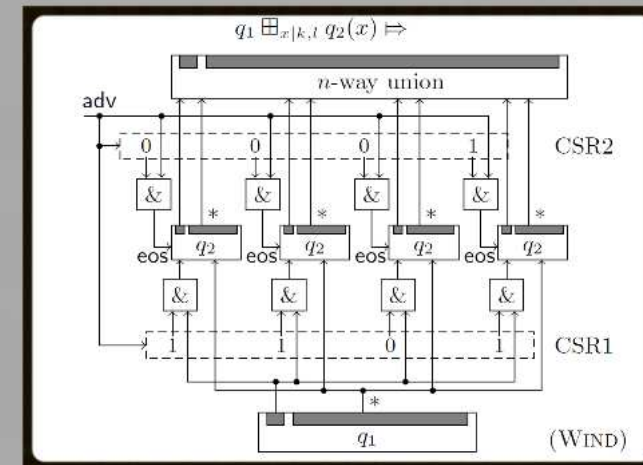 q₁ ⊞ₓ|ₖ,ₗ q₂(x) ⤇
n-way union
adv
0 0 0 1 CSR2
& & & &
* * * *
q₂ q₂ q₂ q₂
eos eos eos eos
& & & &
1 1 0 1 CSR1
*
q₁ (WIND)